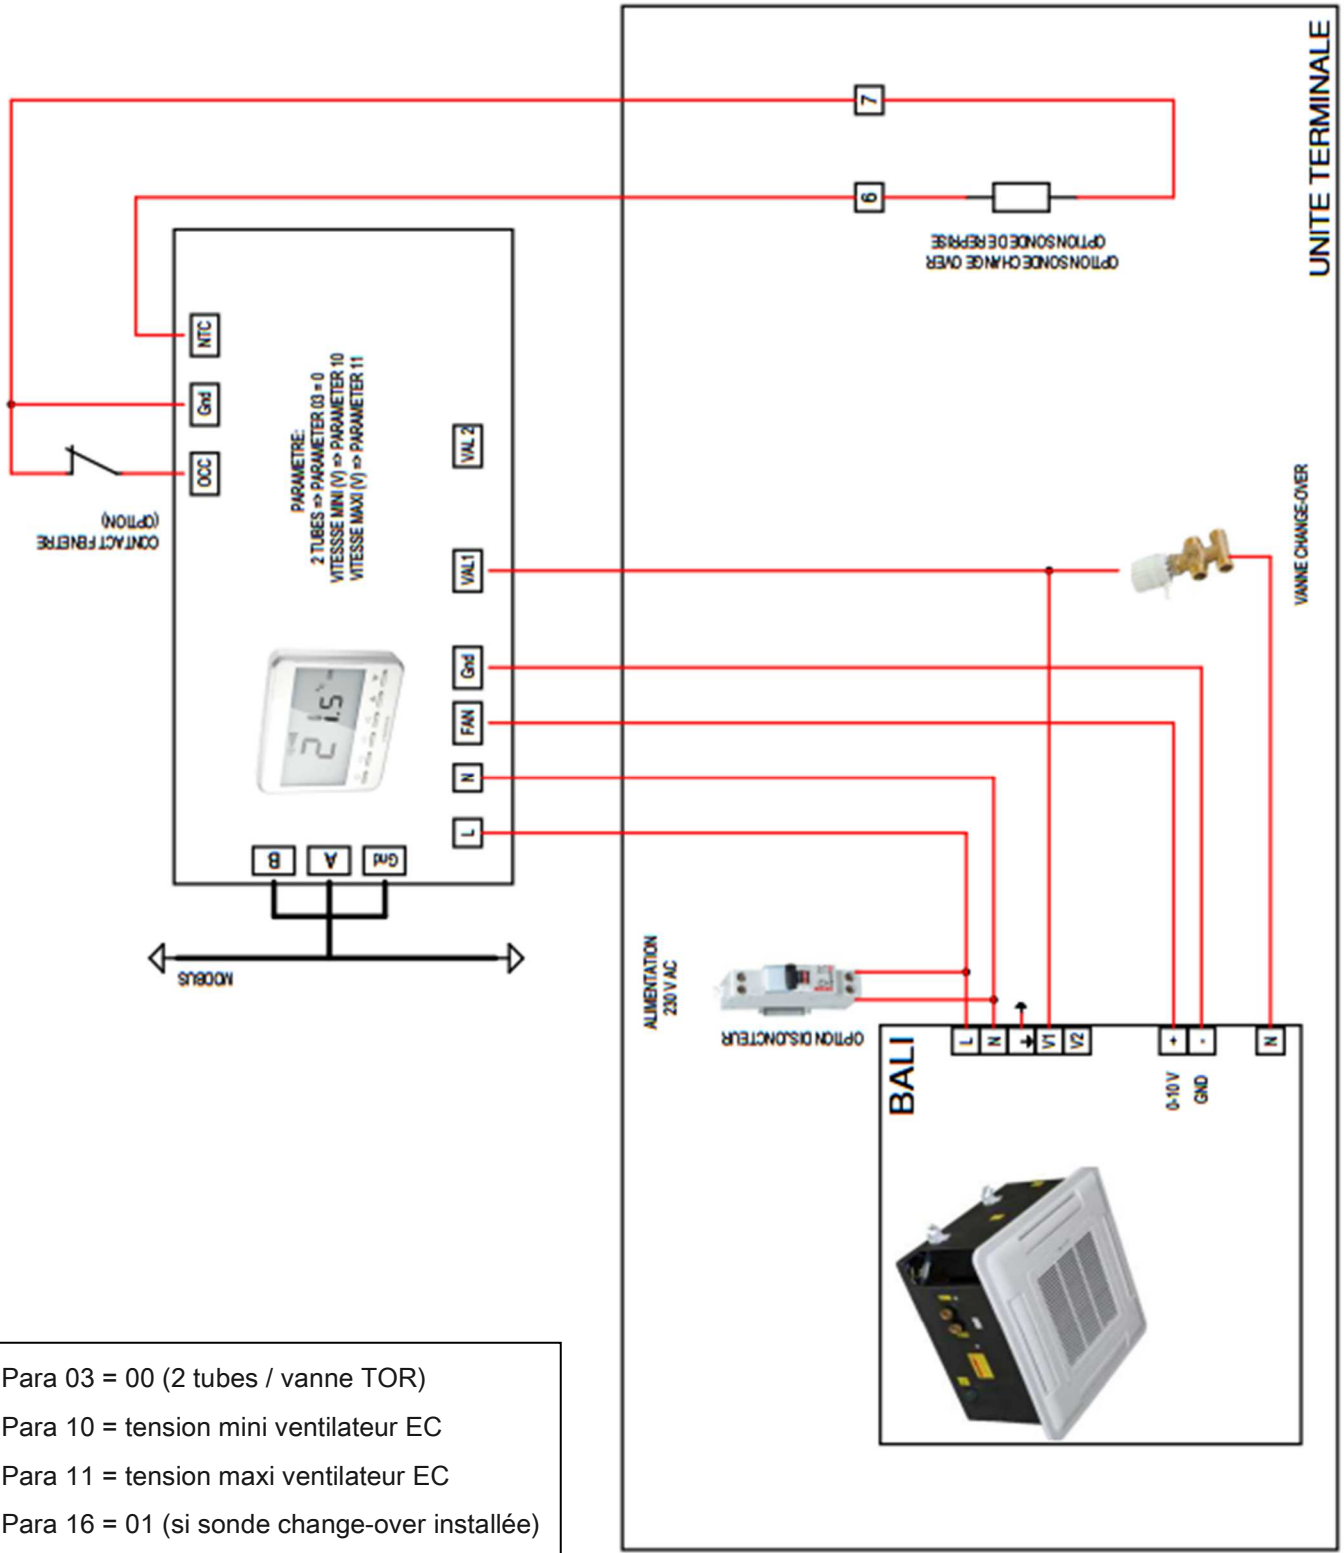 UNITE TERMINALE
7
6
OPTION SONDE CHANGE OVER
OPTION SONDE DE REPRISE
NTC
Gnd
OCC
CONTACT FENETRE
(OPTION)
PARAMETRE:
2 TUBES => PARAMETER 03 = 0
VITESSSE MINI (V) => PARAMETER 10
VITESSE MAXI (V) => PARAMETER 11
VAL 2
VAL1
Gnd
FAN
N
L
21.5
B
A
Gnd
MODBUS
VANNE CHANGE-OVER
ALIMENTATION
230 V AC
OPTION DISJONCTEUR
BALI
L
N
V1
V2
+
-
N
0-10 V
GND
Para 03 = 00 (2 tubes / vanne TOR)
Para 10 = tension mini ventilateur EC
Para 11 = tension maxi ventilateur EC
Para 16 = 01 (si sonde change-over installée)